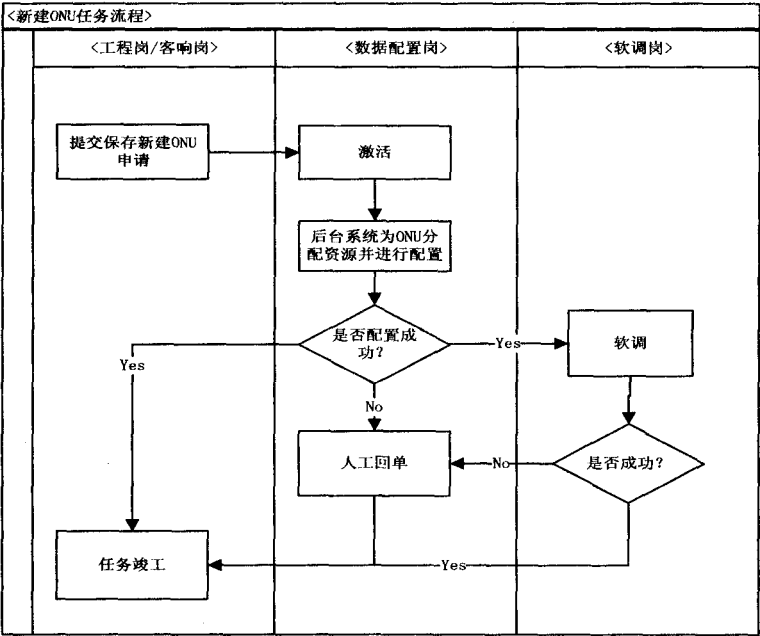 <新建ONU任务流程>
<工程岗/客响岗>
<数据配置岗>
<软调岗>
提交保存新建ONU
申请
激活
后台系统为ONU分
配资源并进行配置
是否配置成
功?
Yes
软调
Yes
No
人工回单
No
是否成功?
任务竣工
Yes